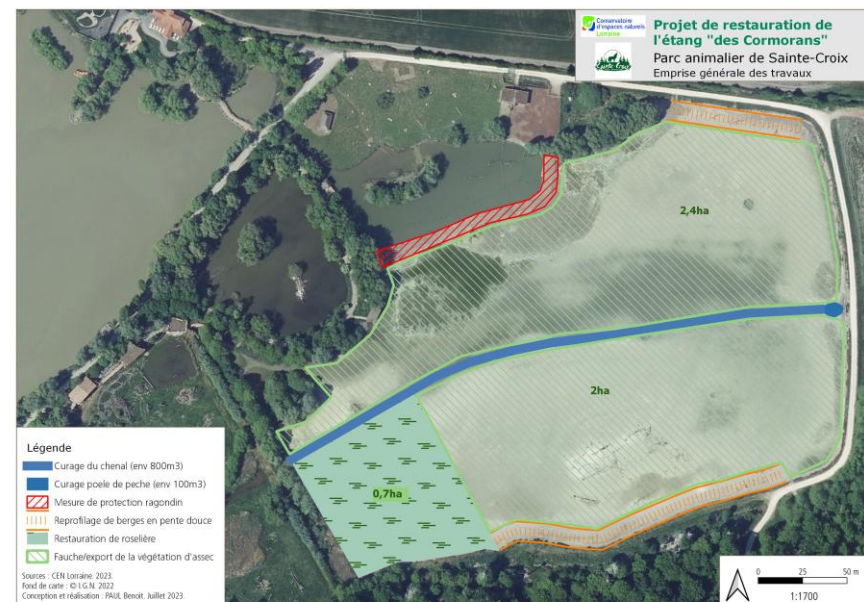 Conservatoire
d'espaces naturels
Lorraine
Sainte-Croix
Projet de restauration de
l'étang "des Cormorans"
Parc animalier de Sainte-Croix
Emprise générale des travaux
2,4ha
2ha
0,7ha
Légende
Curage du chenal (env 800m3)
Curage poele de peche (env 100m3)
Mesure de protection ragondin
Reprofilage de berges en pente douce
Restauration de roselière
Fauche/export de la végétation d'assec
Sources : CEN Lorraine. 2023.
Fond de carte : © I.G.N. 2022
Conception et réalisation : PAUL Benoit. Juillet 2023.
0 25 50 m
1:1700